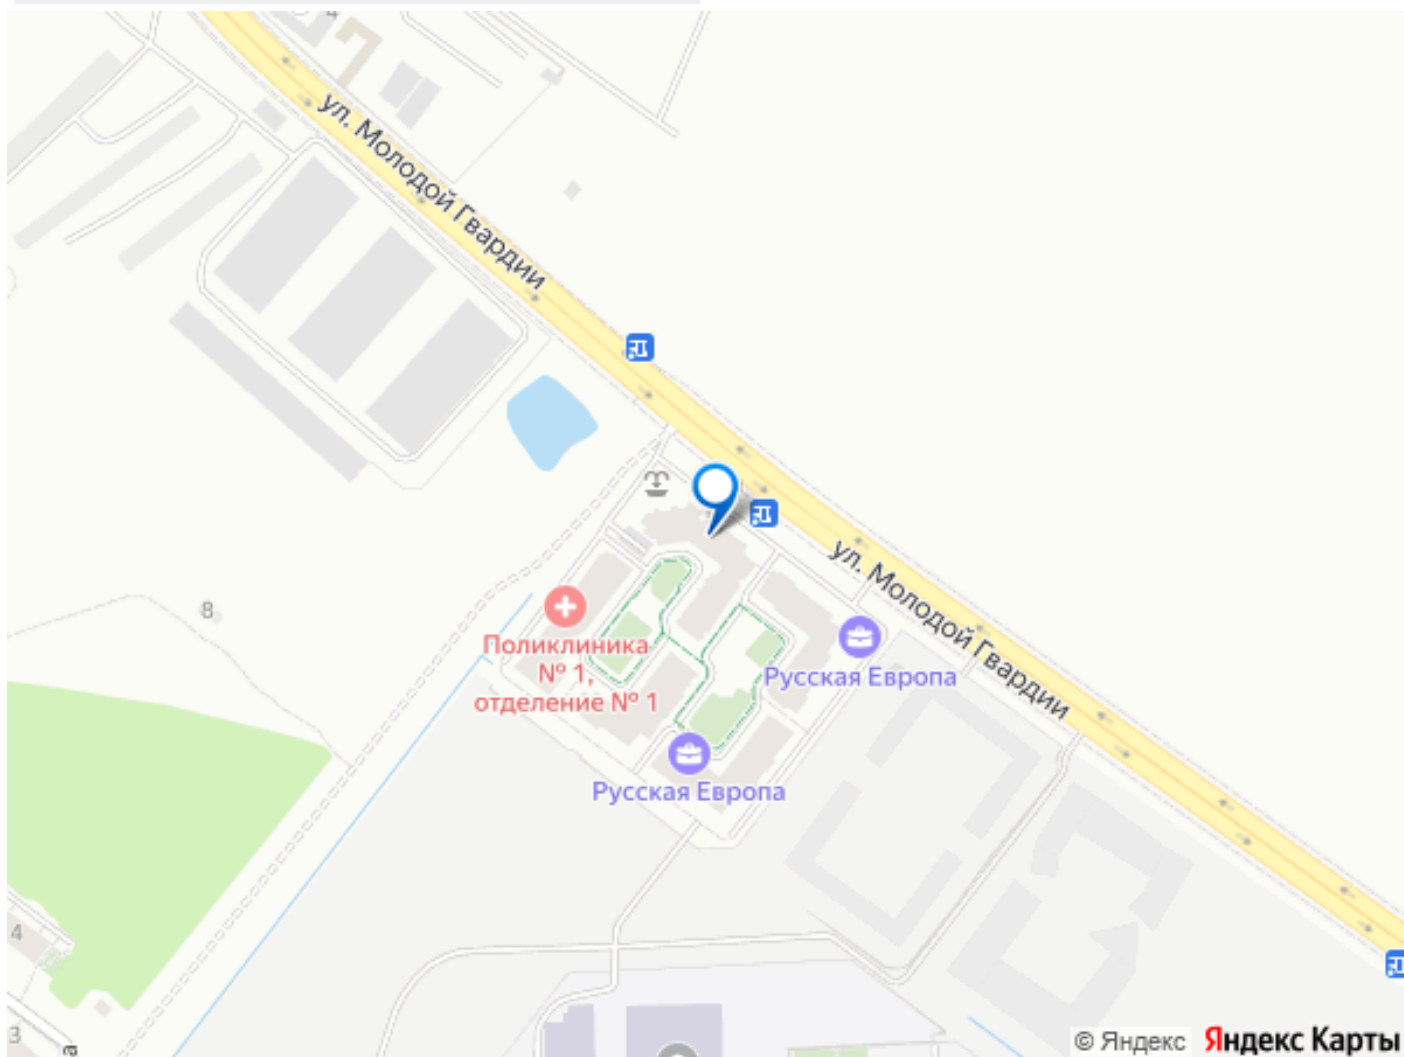 4
ул. Молодой Гвардии
8
Поликлиника
№ 1,
отделение № 1
ул. Молодой Гвардии
Русская Европа
Русская Европа
4
3
а
© Яндекс Яндекс Карты